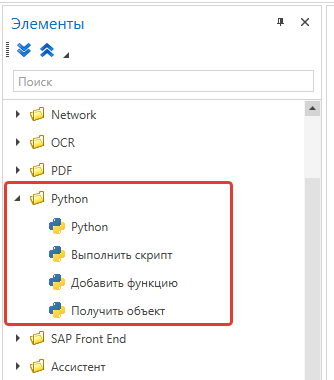 Элементы
Поиск
Network
OCR
PDF
Python
Python
Выполнить скрипт
Добавить функцию
Получить объект
SAP Front End
Ассистент